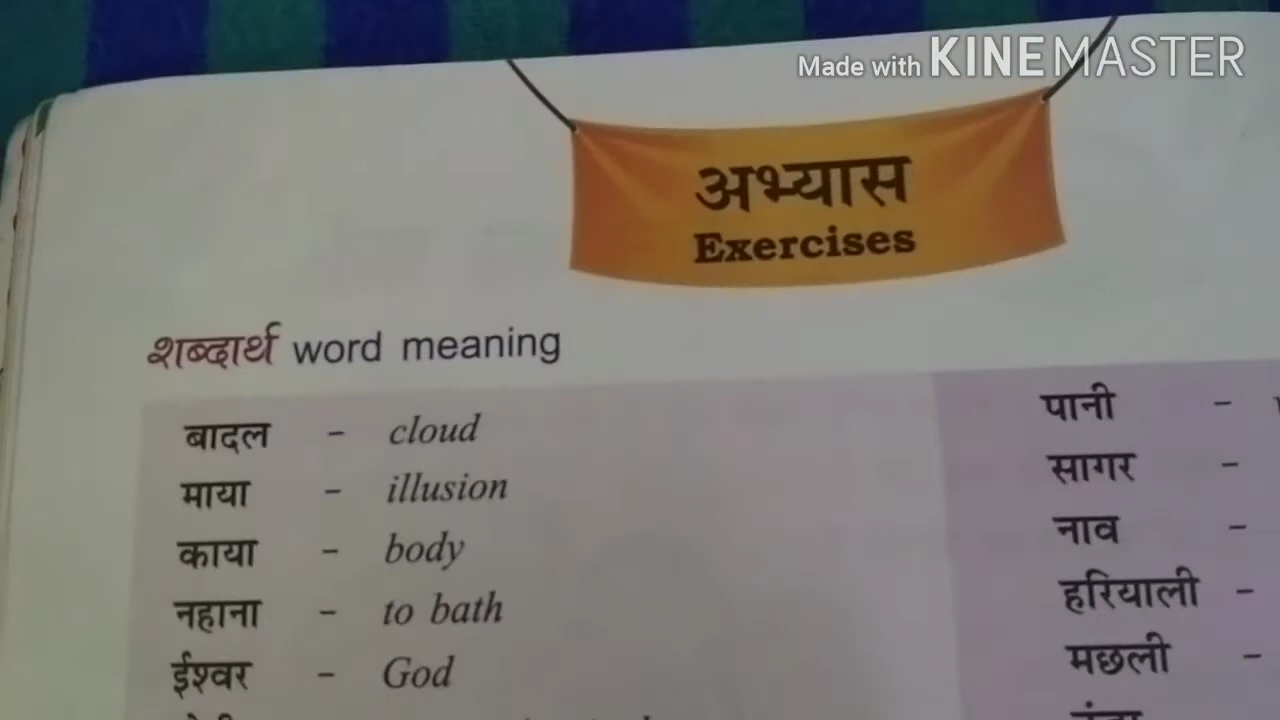 Made with KINEMASTER
अभ्यास
Exercises
शब्दार्थ word meaning
बादल - cloud
माया - illusion
काया - body
नहाना - to bath
ईश्वर - God
पानी -
सागर -
नाव -
हरियाली -
मछली -